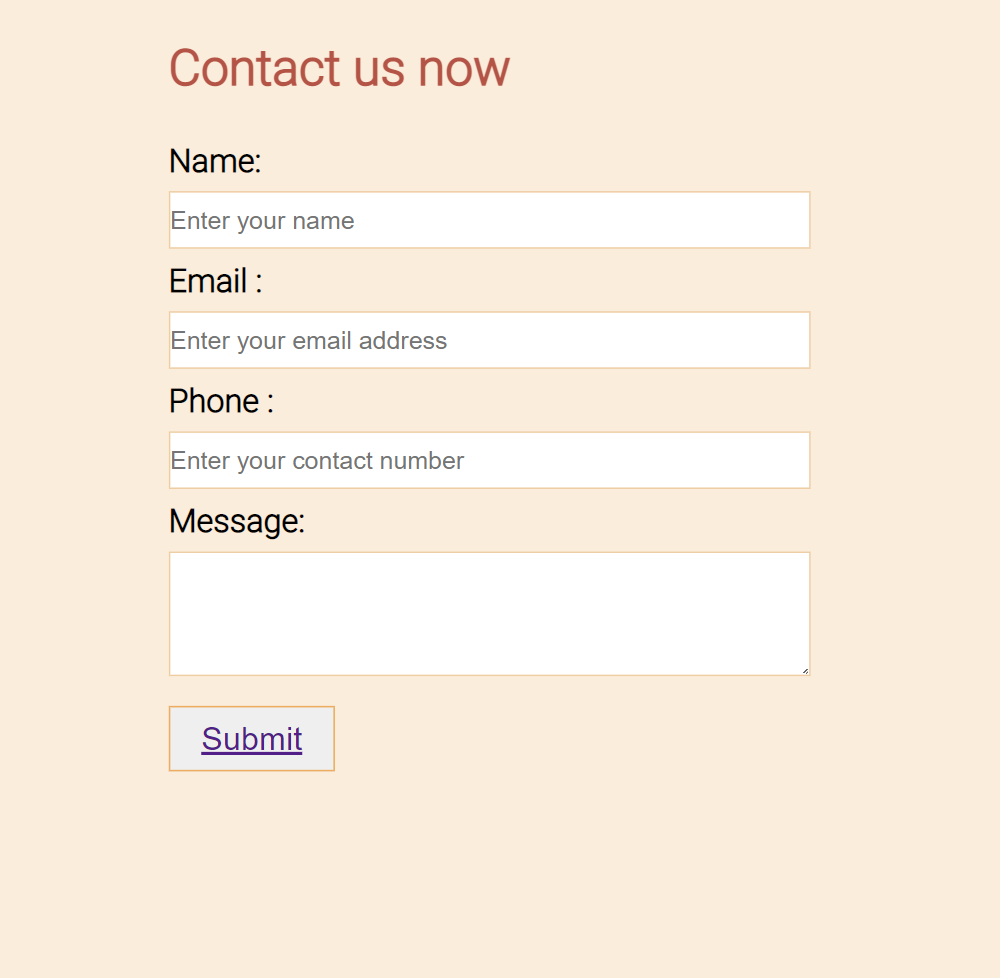 Contact us now
Name:
Enter your name
Email :
Enter your email address
Phone :
Enter your contact number
Message:
Submit